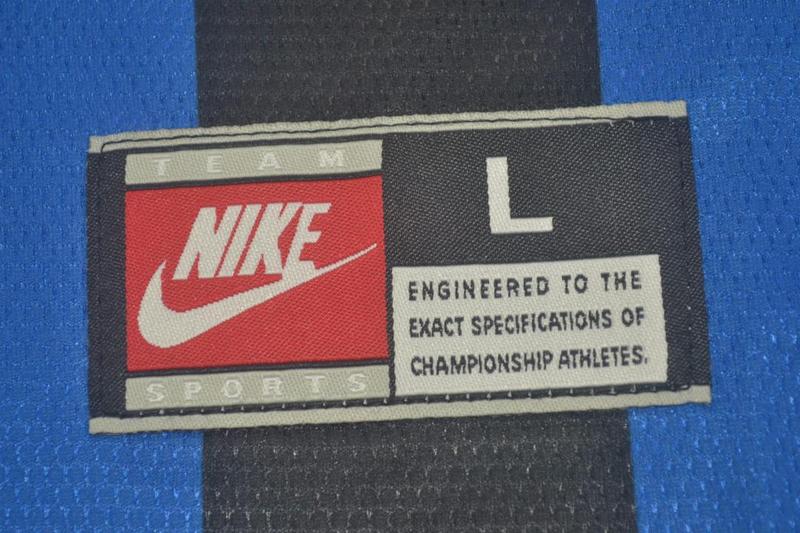 TEAM
NIKE
SPORTS
L
ENGINEERED TO THE
EXACT SPECIFICATIONS OF
CHAMPIONSHIP ATHLETES.